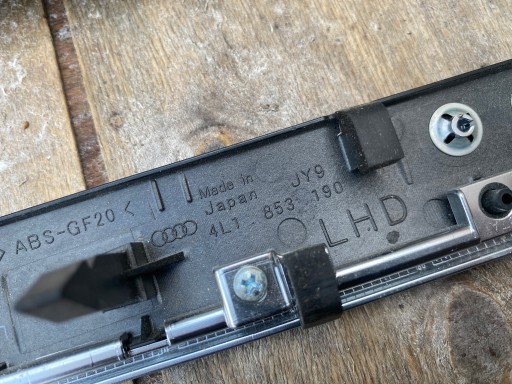 >ABS-GF20<
Made in
Japan JY9
4L1 . 853 . 190
LHD